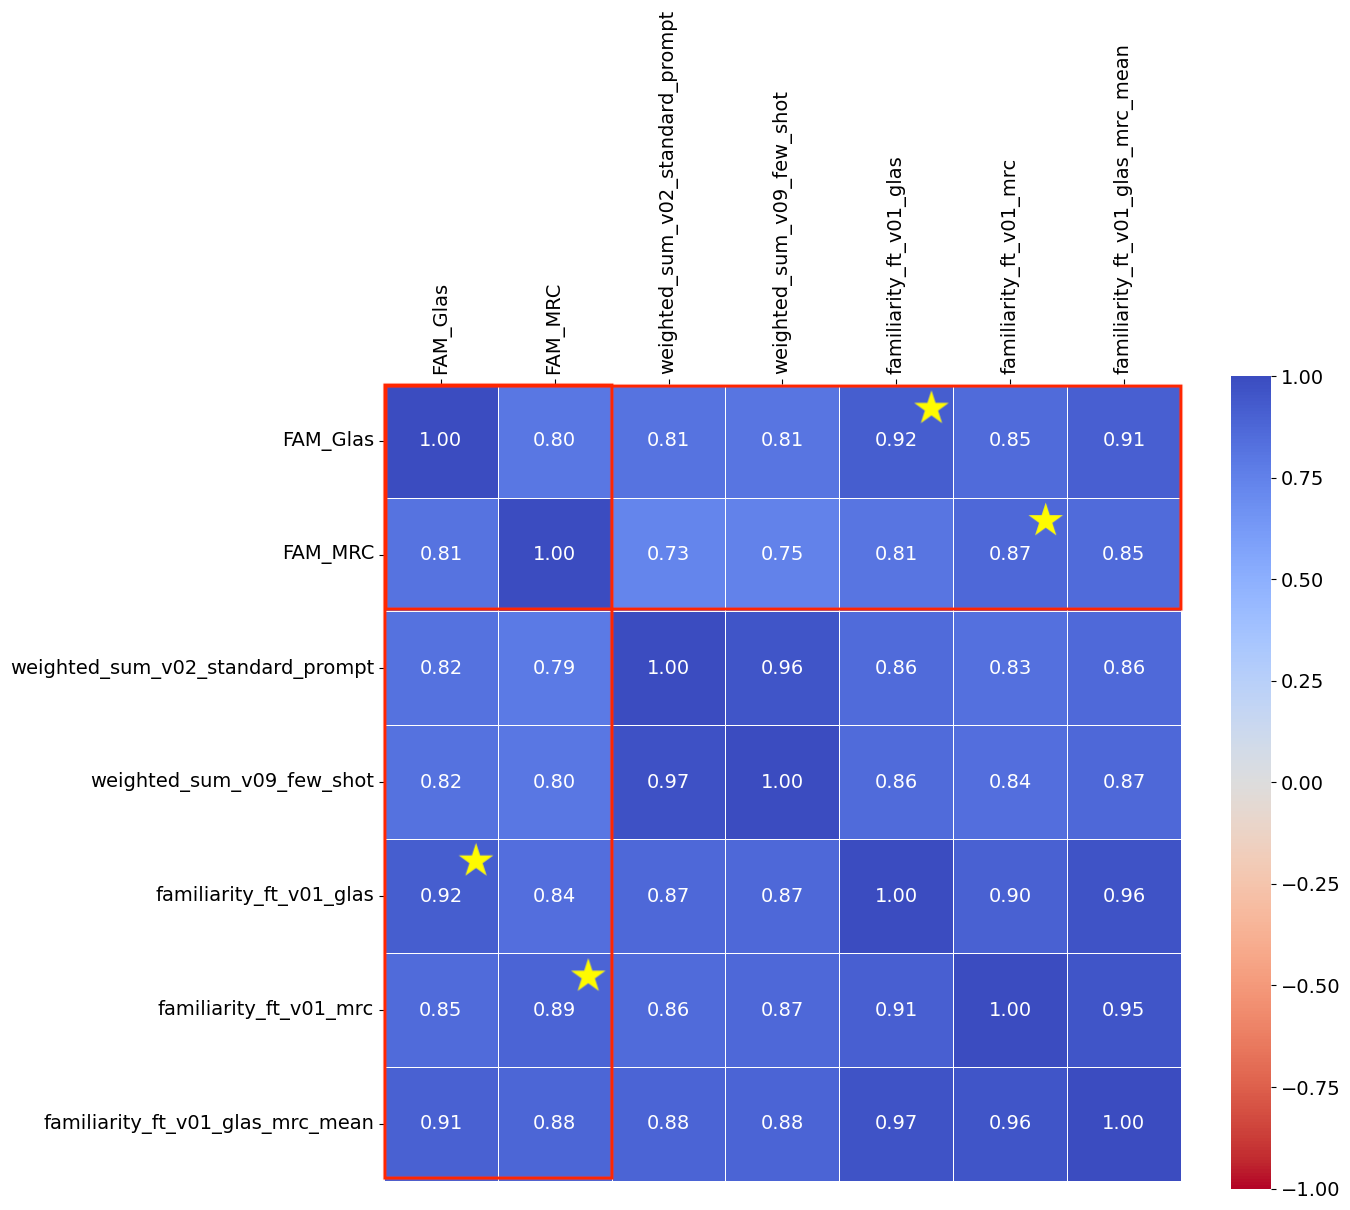 FAM_Glas
FAM_MRC
weighted_sum_v02_standard_prompt
weighted_sum_v09_few_shot
familiarity_ft_v01_glas
familiarity_ft_v01_mrc
familiarity_ft_v01_glas_mrc_mean
FAM_Glas 1.00 0.80 0.81 0.81 0.92 0.85 0.91
FAM_MRC 0.81 1.00 0.73 0.75 0.81 0.87 0.85
weighted_sum_v02_standard_prompt 0.82 0.79 1.00 0.96 0.86 0.83 0.86
weighted_sum_v09_few_shot 0.82 0.80 0.97 1.00 0.86 0.84 0.87
familiarity_ft_v01_glas 0.92 0.84 0.87 0.87 1.00 0.90 0.96
familiarity_ft_v01_mrc 0.85 0.89 0.86 0.87 0.91 1.00 0.95
familiarity_ft_v01_glas_mrc_mean 0.91 0.88 0.88 0.88 0.97 0.96 1.00
1.00
0.75
0.50
0.25
0.00
−0.25
−0.50
−0.75
−1.00